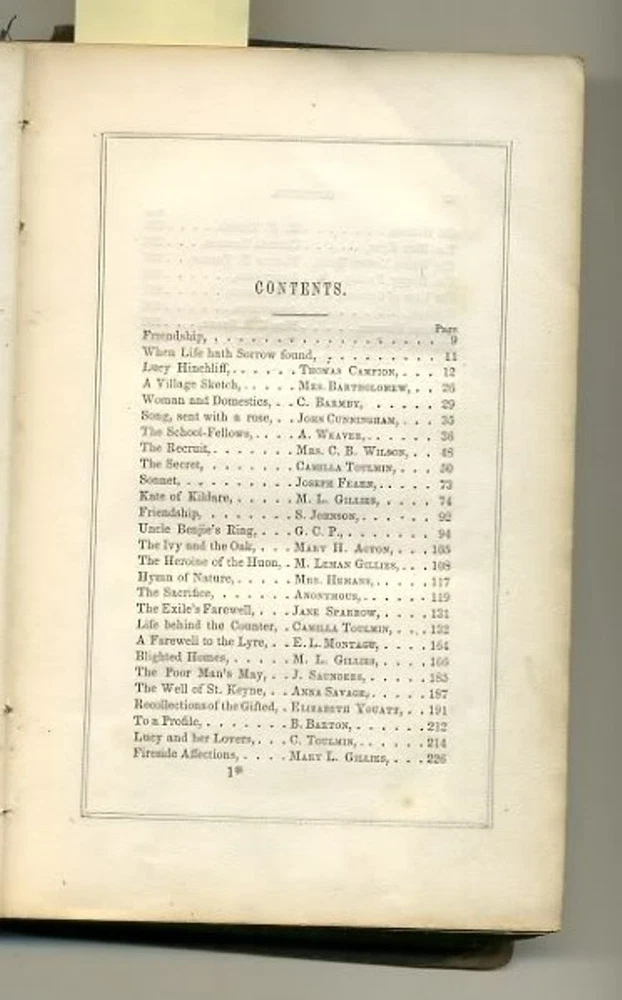 CONTENTS.
Page
Friendship, . . . . . . . . . . . . . . . . . . 9
When Life hath Sorrow found, . . . . . . . . . 11
Lucy Hinchliff, . . . . . . THOMAS CAMPION, . . . 12
A Village Sketch, . . . . . MRS. BARTHOLOMEW, . . 26
Woman and Domestics, . . C. BARMBY, . . . . . . 29
Song, sent with a rose, . . JOHN CUNNINGHAM, . . . 35
The School-Fellows, . . . . A. WEAVER, . . . . . . 36
The Recruit, . . . . . . . MRS. C. B. WILSON, . . 48
The Secret, . . . . . . . CAMILLA TOULMIN, . . . 50
Sonnet, . . . . . . . . . JOSEPH FEARN, . . . . . 73
Kate of Kildare, . . . . . M. L. GILLIES, . . . . 74
Friendship, . . . . . . . S. JOHNSON, . . . . . . 92
Uncle Benjie's Ring, . . . G. C. P., . . . . . . . 94
The Ivy and the Oak, . . . MARY H. ACTON, . . . 105
The Heroine of the Huon, . M. LEMAN GILLIES, . . . 108
Hymn of Nature, . . . . . MRS. HEMANS, . . . . . 117
The Sacrifice, . . . . . . ANONYMOUS, . . . . . . 119
The Exile's Farewell, . . . JANE SPARROW, . . . . 131
Life behind the Counter, . CAMILLA TOULMIN, . . . 132
A Farewell to the Lyre, . . E. L. MONTAGU, . . . . 164
Blighted Homes, . . . . . M. L. GILLIES, . . . . 166
The Poor Man's May, . . J. SAUNDERS, . . . . . 185
The Well of St. Keyne, . . ANNA SAVAGE, . . . . . 187
Recollections of the Gifted, . ELIZABETH YOUATT, . . 191
To a Profile, . . . . . . . B. BARTON, . . . . . . . 212
Lucy and her Lovers, . . . C. TOULMIN, . . . . . . 214
Fireside Affections, . . . . MARY L. GILLIES, . . . 226
1*